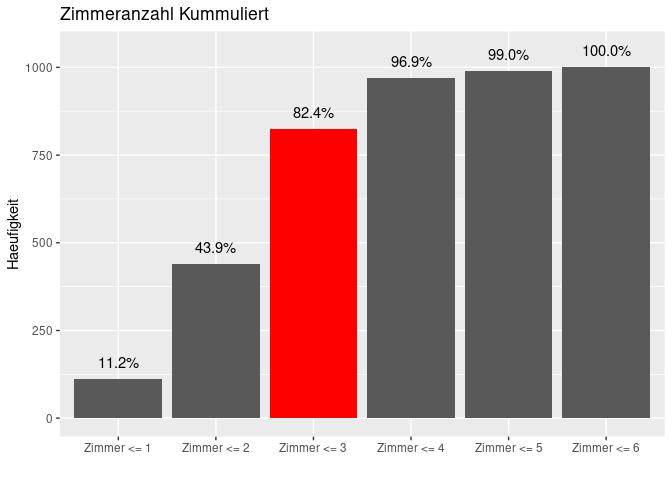 Zimmeranzahl Kummuliert
Haeufigkeit
1000
750
500
250
0
11.2%
43.9%
82.4%
96.9%
99.0%
100.0%
Zimmer <= 1
Zimmer <= 2
Zimmer <= 3
Zimmer <= 4
Zimmer <= 5
Zimmer <= 6